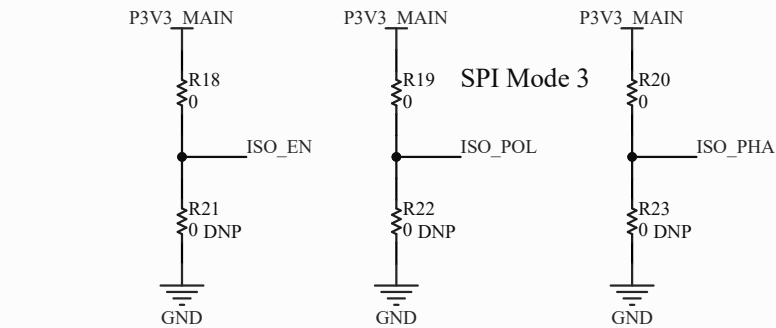 P3V3_MAIN P3V3_MAIN P3V3_MAIN
R18 R19 SPI Mode 3 R20
0 0 0
ISO_EN ISO_POL ISO_PHA
R21 R22 R23
0 DNP 0 DNP 0 DNP
GND GND GND